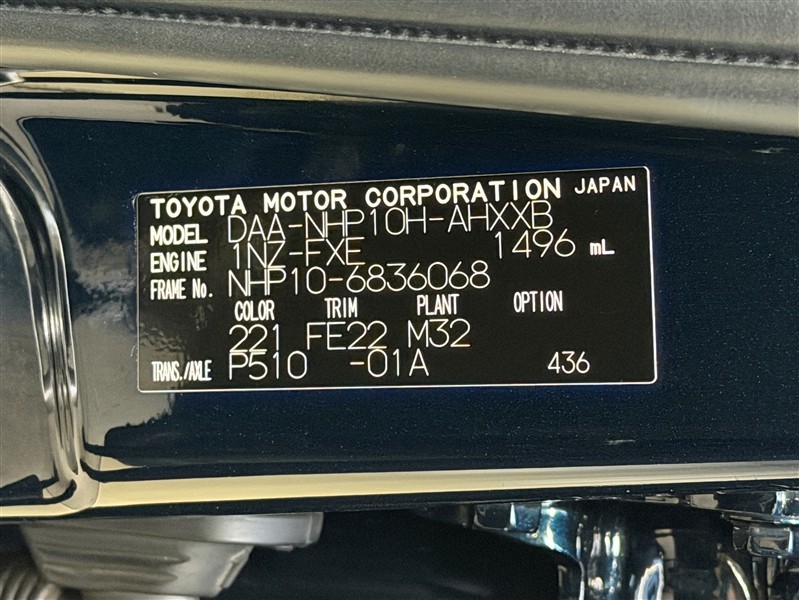 TOYOTA MOTOR CORPORATION JAPAN
MODEL DAA-NHP10H-AHXXB
ENGINE 1NZ-FXE 1496 mL
FRAME No. NHP10-6836068
COLOR TRIM PLANT OPTION
221 FE22 M32
TRANS./AXLE P510 -01A 436